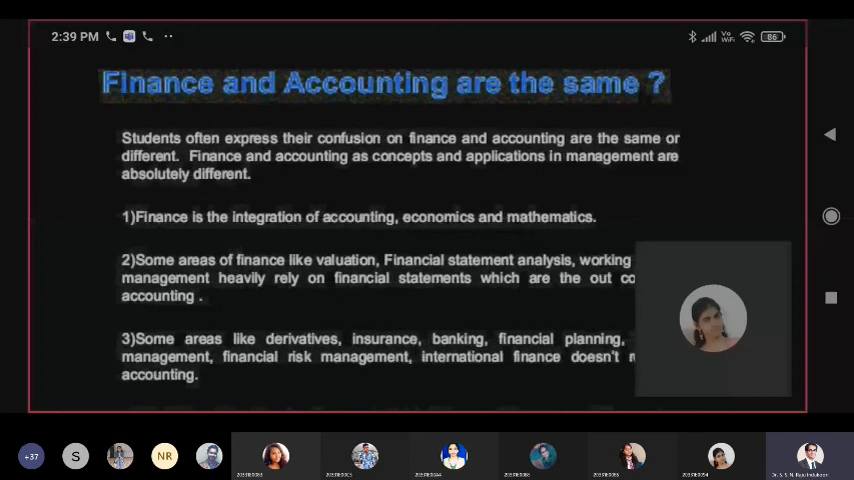 2:39 PM
Vo
WiFi
86
Finance and Accounting are the same ?
Students often express their confusion on finance and accounting are the same or
different. Finance and accounting as concepts and applications in management are
absolutely different.
1)Finance is the integration of accounting, economics and mathematics.
2)Some areas of finance like valuation, Financial statement analysis, working
management heavily rely on financial statements which are the out
accounting .
3)Some areas like derivatives, insurance, banking, financial planning,
management, financial risk management, international finance doesn't
accounting.
+37
S
NR